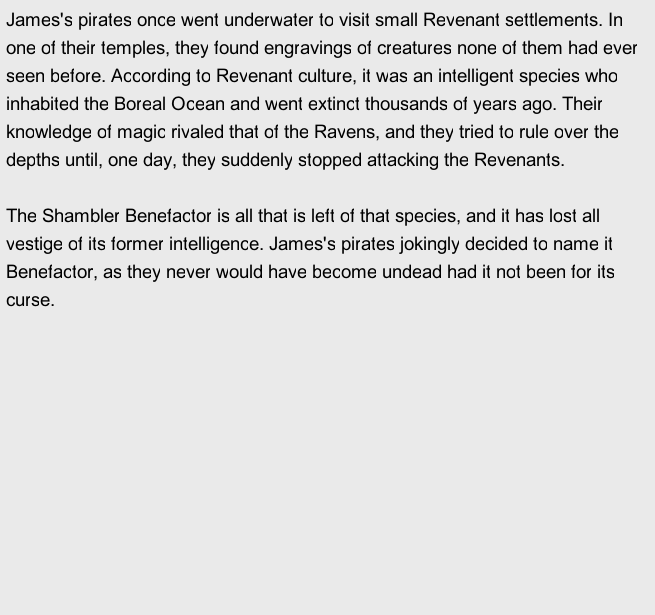 James's pirates once went underwater to visit small Revenant settlements. In
one of their temples, they found engravings of creatures none of them had ever
seen before. According to Revenant culture, it was an intelligent species who
inhabited the Boreal Ocean and went extinct thousands of years ago. Their
knowledge of magic rivaled that of the Ravens, and they tried to rule over the
depths until, one day, they suddenly stopped attacking the Revenants.

The Shambler Benefactor is all that is left of that species, and it has lost all
vestige of its former intelligence. James's pirates jokingly decided to name it
Benefactor, as they never would have become undead had it not been for its
curse.